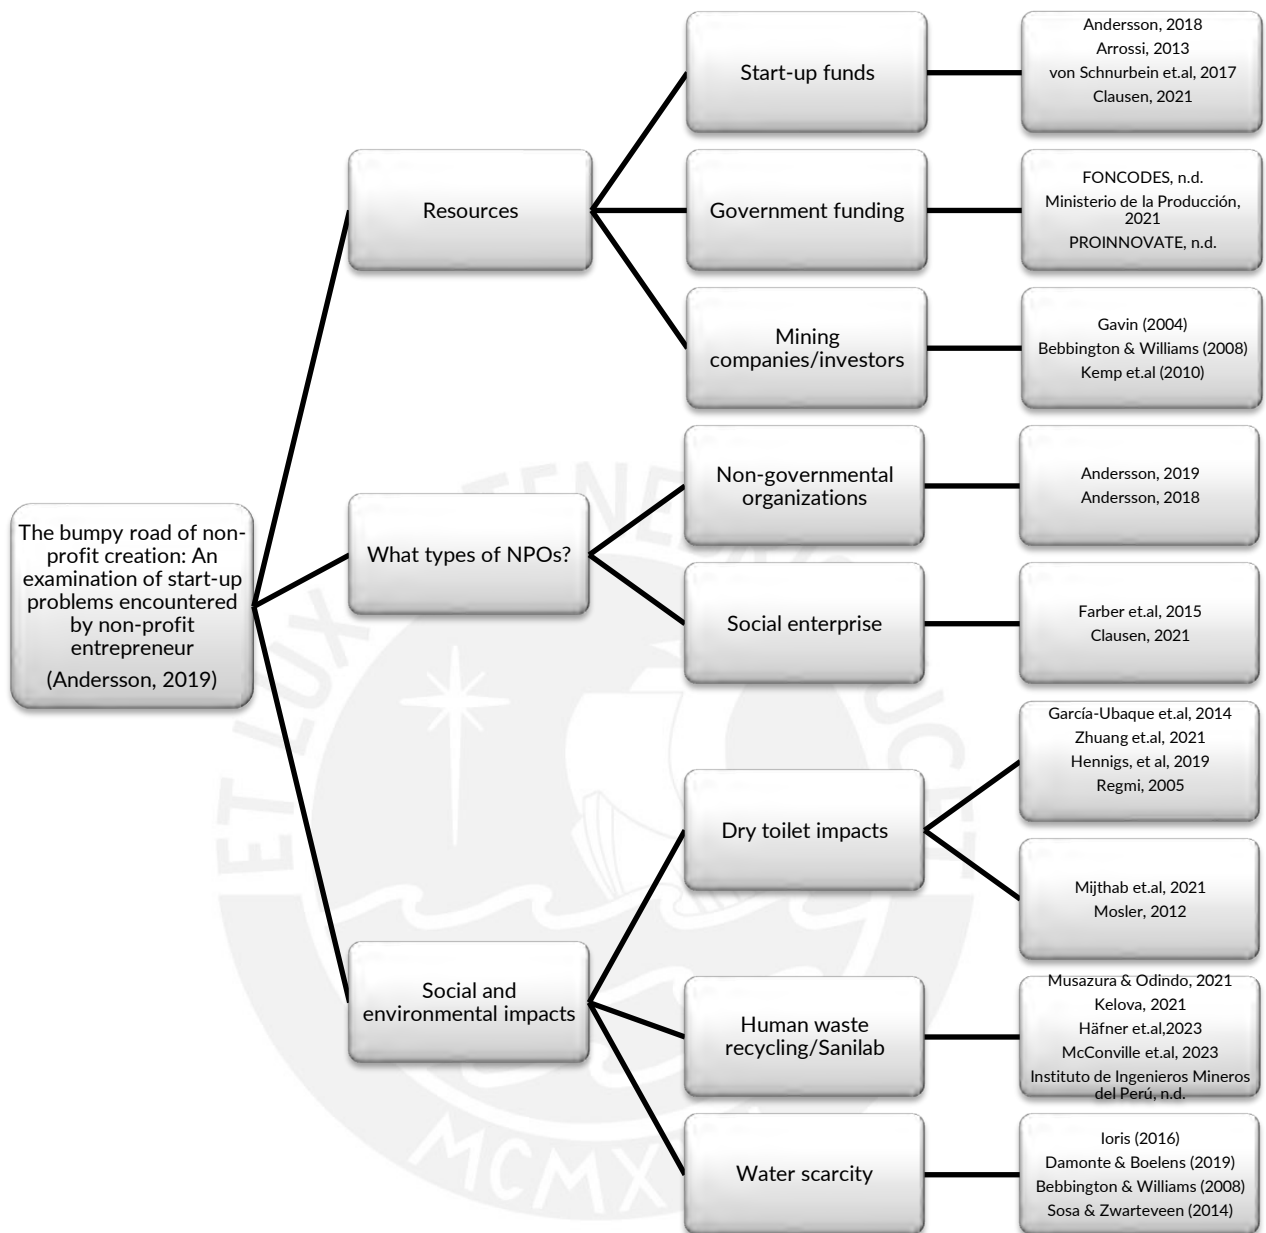 The bumpy road of non-
profit creation: An
examination of start-up
problems encountered
by non-profit
entrepreneur
(Andersson, 2019)
Resources
Start-up funds
Andersson, 2018
Arrossi, 2013
von Schnurbein et.al, 2017
Clausen, 2021
Government funding
FONCODES, n.d.
Ministerio de la Producción,
2021
PROINNOVATE, n.d.
Mining
companies/investors
Gavin (2004)
Bebbington & Williams (2008)
Kemp et.al (2010)
What types of NPOs?
Non-governmental
organizations
Andersson, 2019
Andersson, 2018
Social enterprise
Farber et.al, 2015
Clausen, 2021
Social and
environmental impacts
Dry toilet impacts
García-Ubaque et.al, 2014
Zhuang et.al, 2021
Hennigs, et al, 2019
Regmi, 2005
Mijthab et.al, 2021
Mosler, 2012
Human waste
recycling/Sanilab
Musazura & Odindo, 2021
Kelova, 2021
Häfner et.al,2023
McConville et.al, 2023
Instituto de Ingenieros Mineros
del Perú, n.d.
Water scarcity
Ioris (2016)
Damonte & Boelens (2019)
Bebbington & Williams (2008)
Sosa & Zwarteveen (2014)
ET LUX